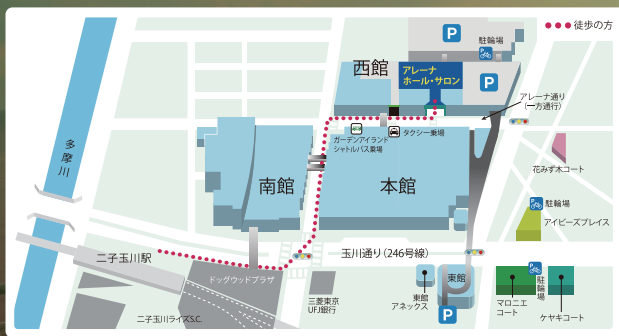 徒歩の方
P
駐輪場
西館
アレーナ
ホール・サロン
P
アレーナ通り
(一方通行)
ガーデンアイランド
シャトルバス乗場
タクシー乗場
多摩川
花みずき木コート
南館
本館
駐輪場
アイビーズプレイス
二子玉川駅
玉川通り(246号線)
ドッグウッドプラザ
三菱東京
UFJ銀行
東館
アネックス
東館
P
マロニエ
コート
駐輪場
ケヤキコート
二子玉川ライズS.C.